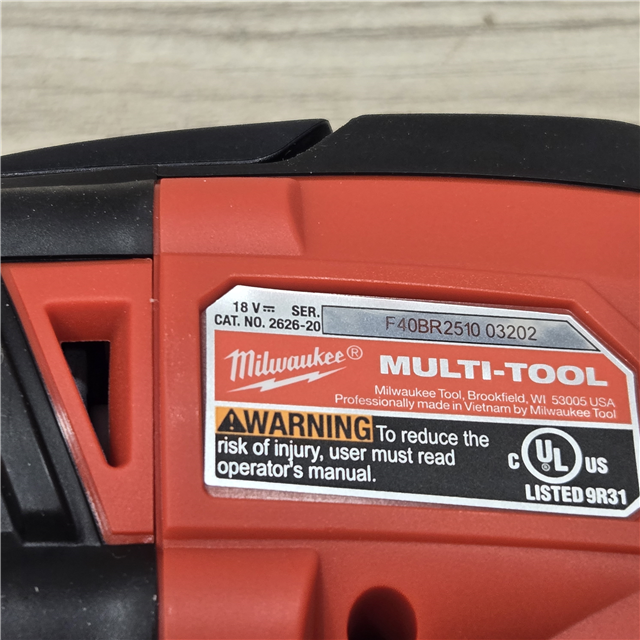 18 V⎓ SER.
CAT. NO. 2626-20
F40BR2510 03202
Milwaukee®
MULTI-TOOL
Milwaukee Tool, Brookfield, WI 53005 USA
Professionally made in Vietnam by Milwaukee Tool
⚠WARNING To reduce the
risk of injury, user must read
operator's manual.
C UL US
LISTED 9R31